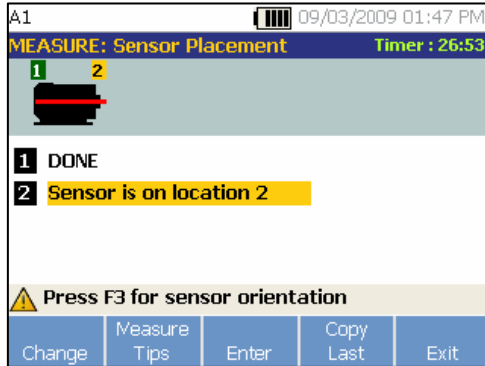 A1 09/03/2009 01:47 PM
MEASURE: Sensor Placement Timer : 26:53
1 2
1 DONE
2 Sensor is on location 2
Press F3 for sensor orientation
Change Measure Tips Enter Copy Last Exit